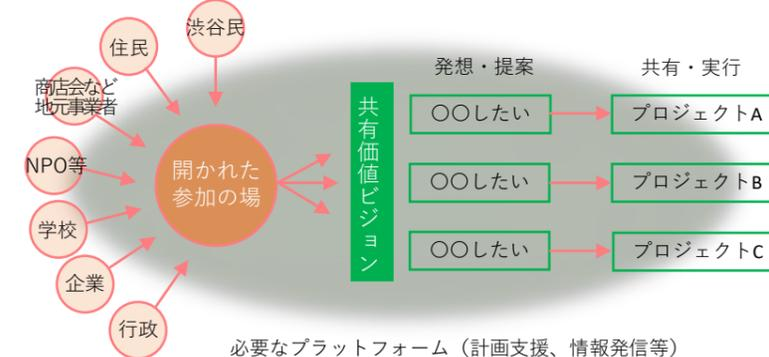 渋谷民
住民
商店会など
地元事業者
NPO等
学校
企業
行政
開かれた
参加の場
共有価値ビジョン
発想・提案
共有・実行
〇〇したい
プロジェクトA
〇〇したい
プロジェクトB
〇〇したい
プロジェクトC
必要なプラットフォーム（計画支援、情報発信等）